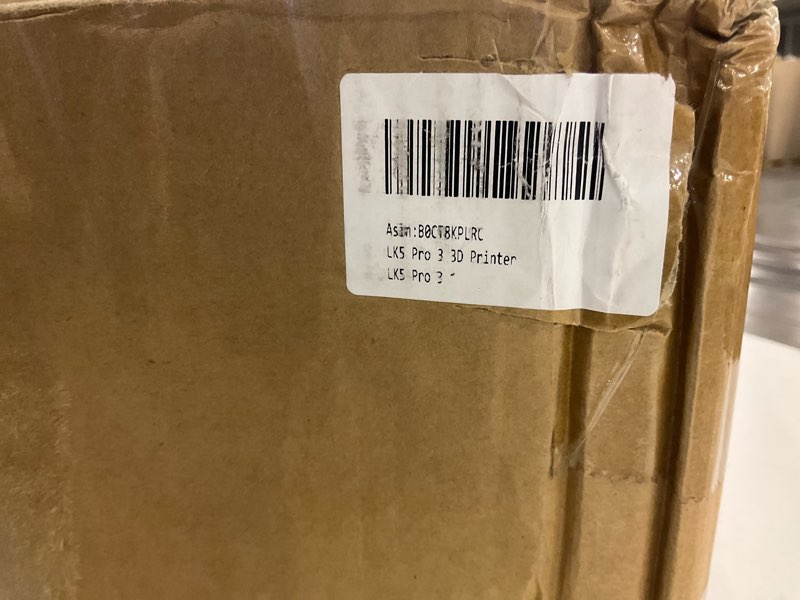 Asin:B0CT8KPLRC
LK5 Pro 3 3D Printer
LK5 Pro 3